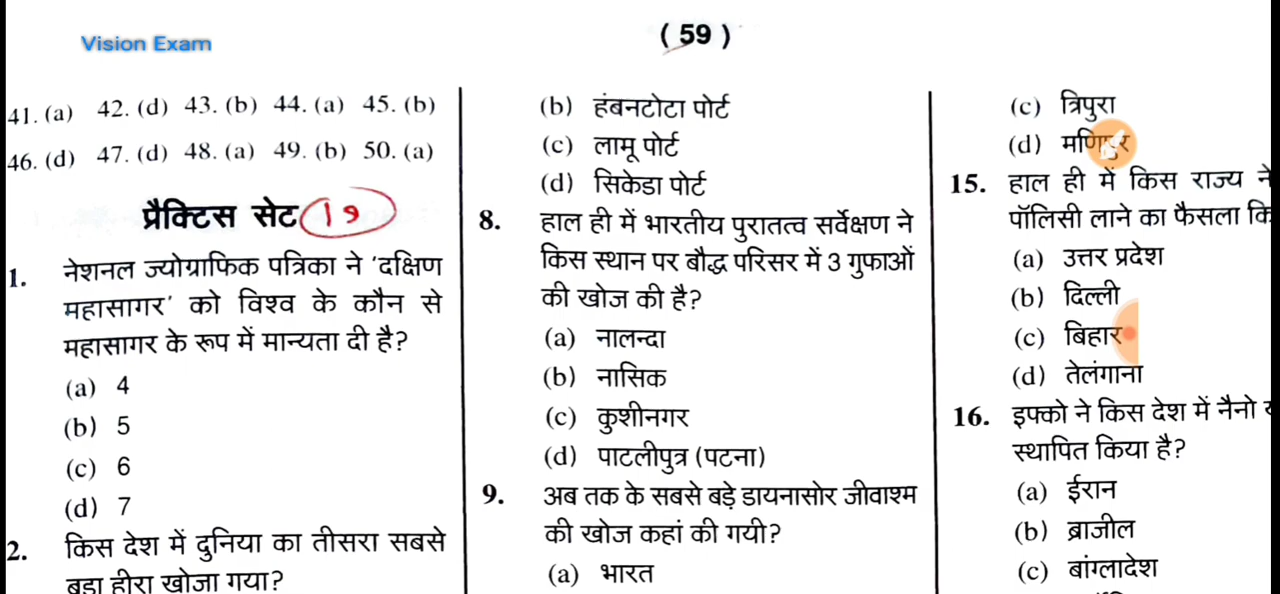 Vision Exam
( 59 )
41. (a) 42. (d) 43. (b) 44. (a) 45. (b)
46. (d) 47. (d) 48. (a) 49. (b) 50. (a)
प्रैक्टिस सेट 19
1. नेशनल ज्योग्राफिक पत्रिका ने 'दक्षिण
महासागर' को विश्व के कौन से
महासागर के रूप में मान्यता दी है?
(a) 4
(b) 5
(c) 6
(d) 7
2. किस देश में दुनिया का तीसरा सबसे
बड़ा हीरा खोजा गया?
(b) हंबनटोटा पोर्ट
(c) लामू पोर्ट
(d) सिकेडा पोर्ट
8. हाल ही में भारतीय पुरातत्व सर्वेक्षण ने
किस स्थान पर बौद्ध परिसर में 3 गुफाओं
की खोज की है?
(a) नालन्दा
(b) नासिक
(c) कुशीनगर
(d) पाटलीपुत्र (पटना)
9. अब तक के सबसे बड़े डायनासोर जीवाश्म
की खोज कहां की गयी?
(a) भारत
(c) त्रिपुरा
(d) मणिपुर
15. हाल ही में किस राज्य ने
पॉलिसी लाने का फैसला
(a) उत्तर प्रदेश
(b) दिल्ली
(c) बिहार
(d) तेलंगाना
16. इफ्को ने किस देश में नैनो
स्थापित किया है?
(a) ईरान
(b) ब्राजील
(c) बांग्लादेश